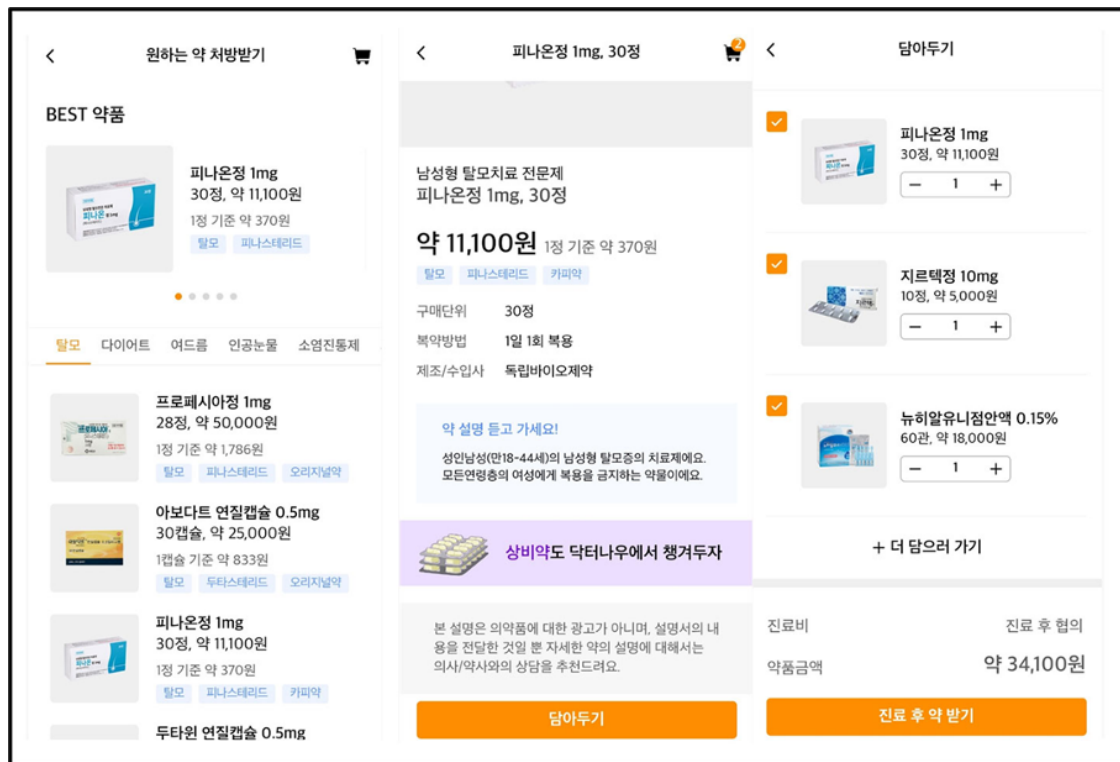 원하는 약 처방받기
BEST 약품
피나온정 1mg
30정, 약 11,100원
1정 기준 약 370원
탈모 피나스테리드
탈모 다이어트 여드름 인공눈물 소염진통제
프로페시아정 1mg
28정, 약 50,000원
1정 기준 약 1,786원
탈모 피나스테리드 오리지널약
아보다트 연질캡슐 0.5mg
30캡슐, 약 25,000원
1캡슐 기준 약 833원
탈모 두타스테리드 오리지널약
피나온정 1mg
30정, 약 11,100원
1정 기준 약 370원
탈모 피나스테리드 카피약
두타윈 연질캡슐 0.5mg
피나온정 1mg, 30정
2
남성형 탈모치료 전문제
피나온정 1mg, 30정
약 11,100원 1정 기준 약 370원
탈모 피나스테리드 카피약
구매단위 30정
복약방법 1일 1회 복용
제조/수입사 독립바이오제약
약 설명 듣고 가세요!
성인남성(만18-44세)의 남성형 탈모증의 치료제에요.
모든연령층의 여성에게 복용을 금지하는 약물이에요.
상비약도 닥터나우에서 챙겨두자
본 설명은 의약품에 대한 광고가 아니며, 설명서의 내
용을 전달한 것일 뿐 자세한 약의 설명에 대해서는
의사/약사와의 상담을 추천드려요.
담아두기
담아두기
피나온정 1mg
30정, 약 11,100원
− 1 +
지르텍정 10mg
10정, 약 5,000원
− 1 +
뉴히알유니점안액 0.15%
60관, 약 18,000원
− 1 +
+ 더 담으러 가기
진료비 진료 후 협의
약품금액 약 34,100원
진료 후 약 받기